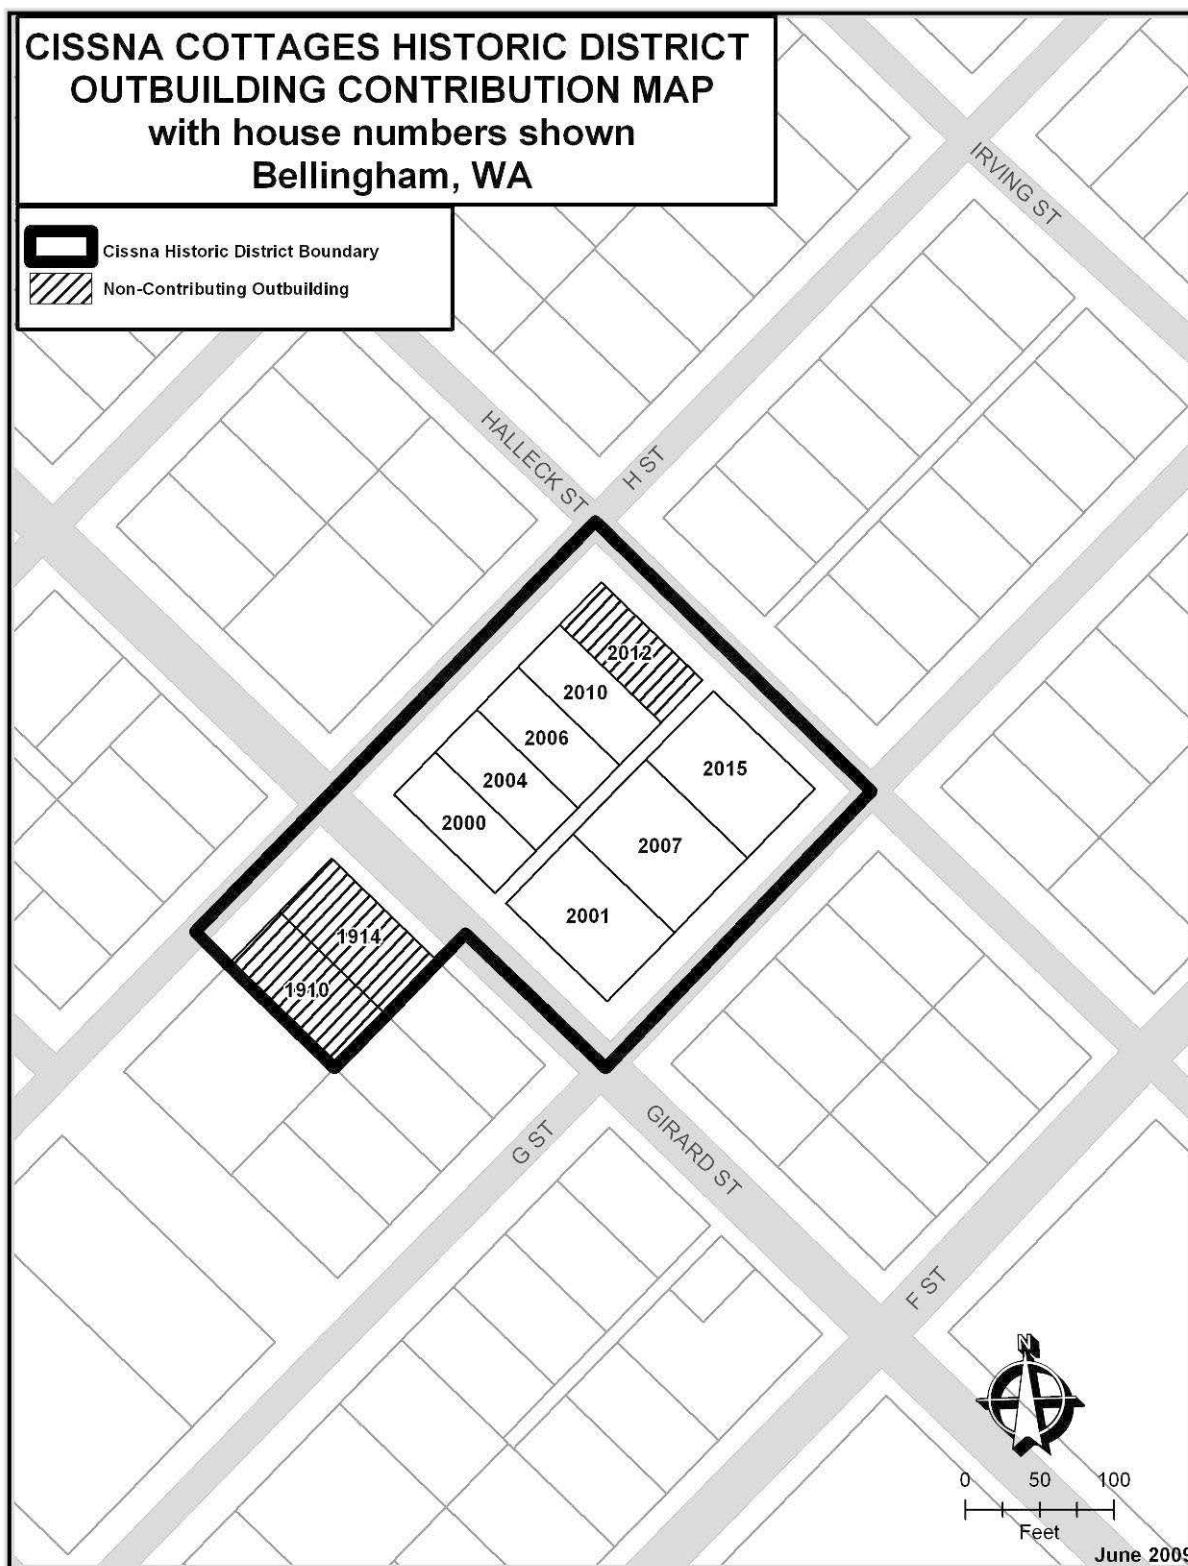 CISSNA COTTAGES HISTORIC DISTRICT
OUTBUILDING CONTRIBUTION MAP
with house numbers shown
Bellingham, WA
Cissna Historic District Boundary
Non-Contributing Outbuilding
IRVING ST
HALLECK ST
H ST
2012
2010
2006
2015
2004
2000
2007
2001
1914
1910
G ST
GIRARD ST
F ST
N
0 50 100
Feet
June 2009